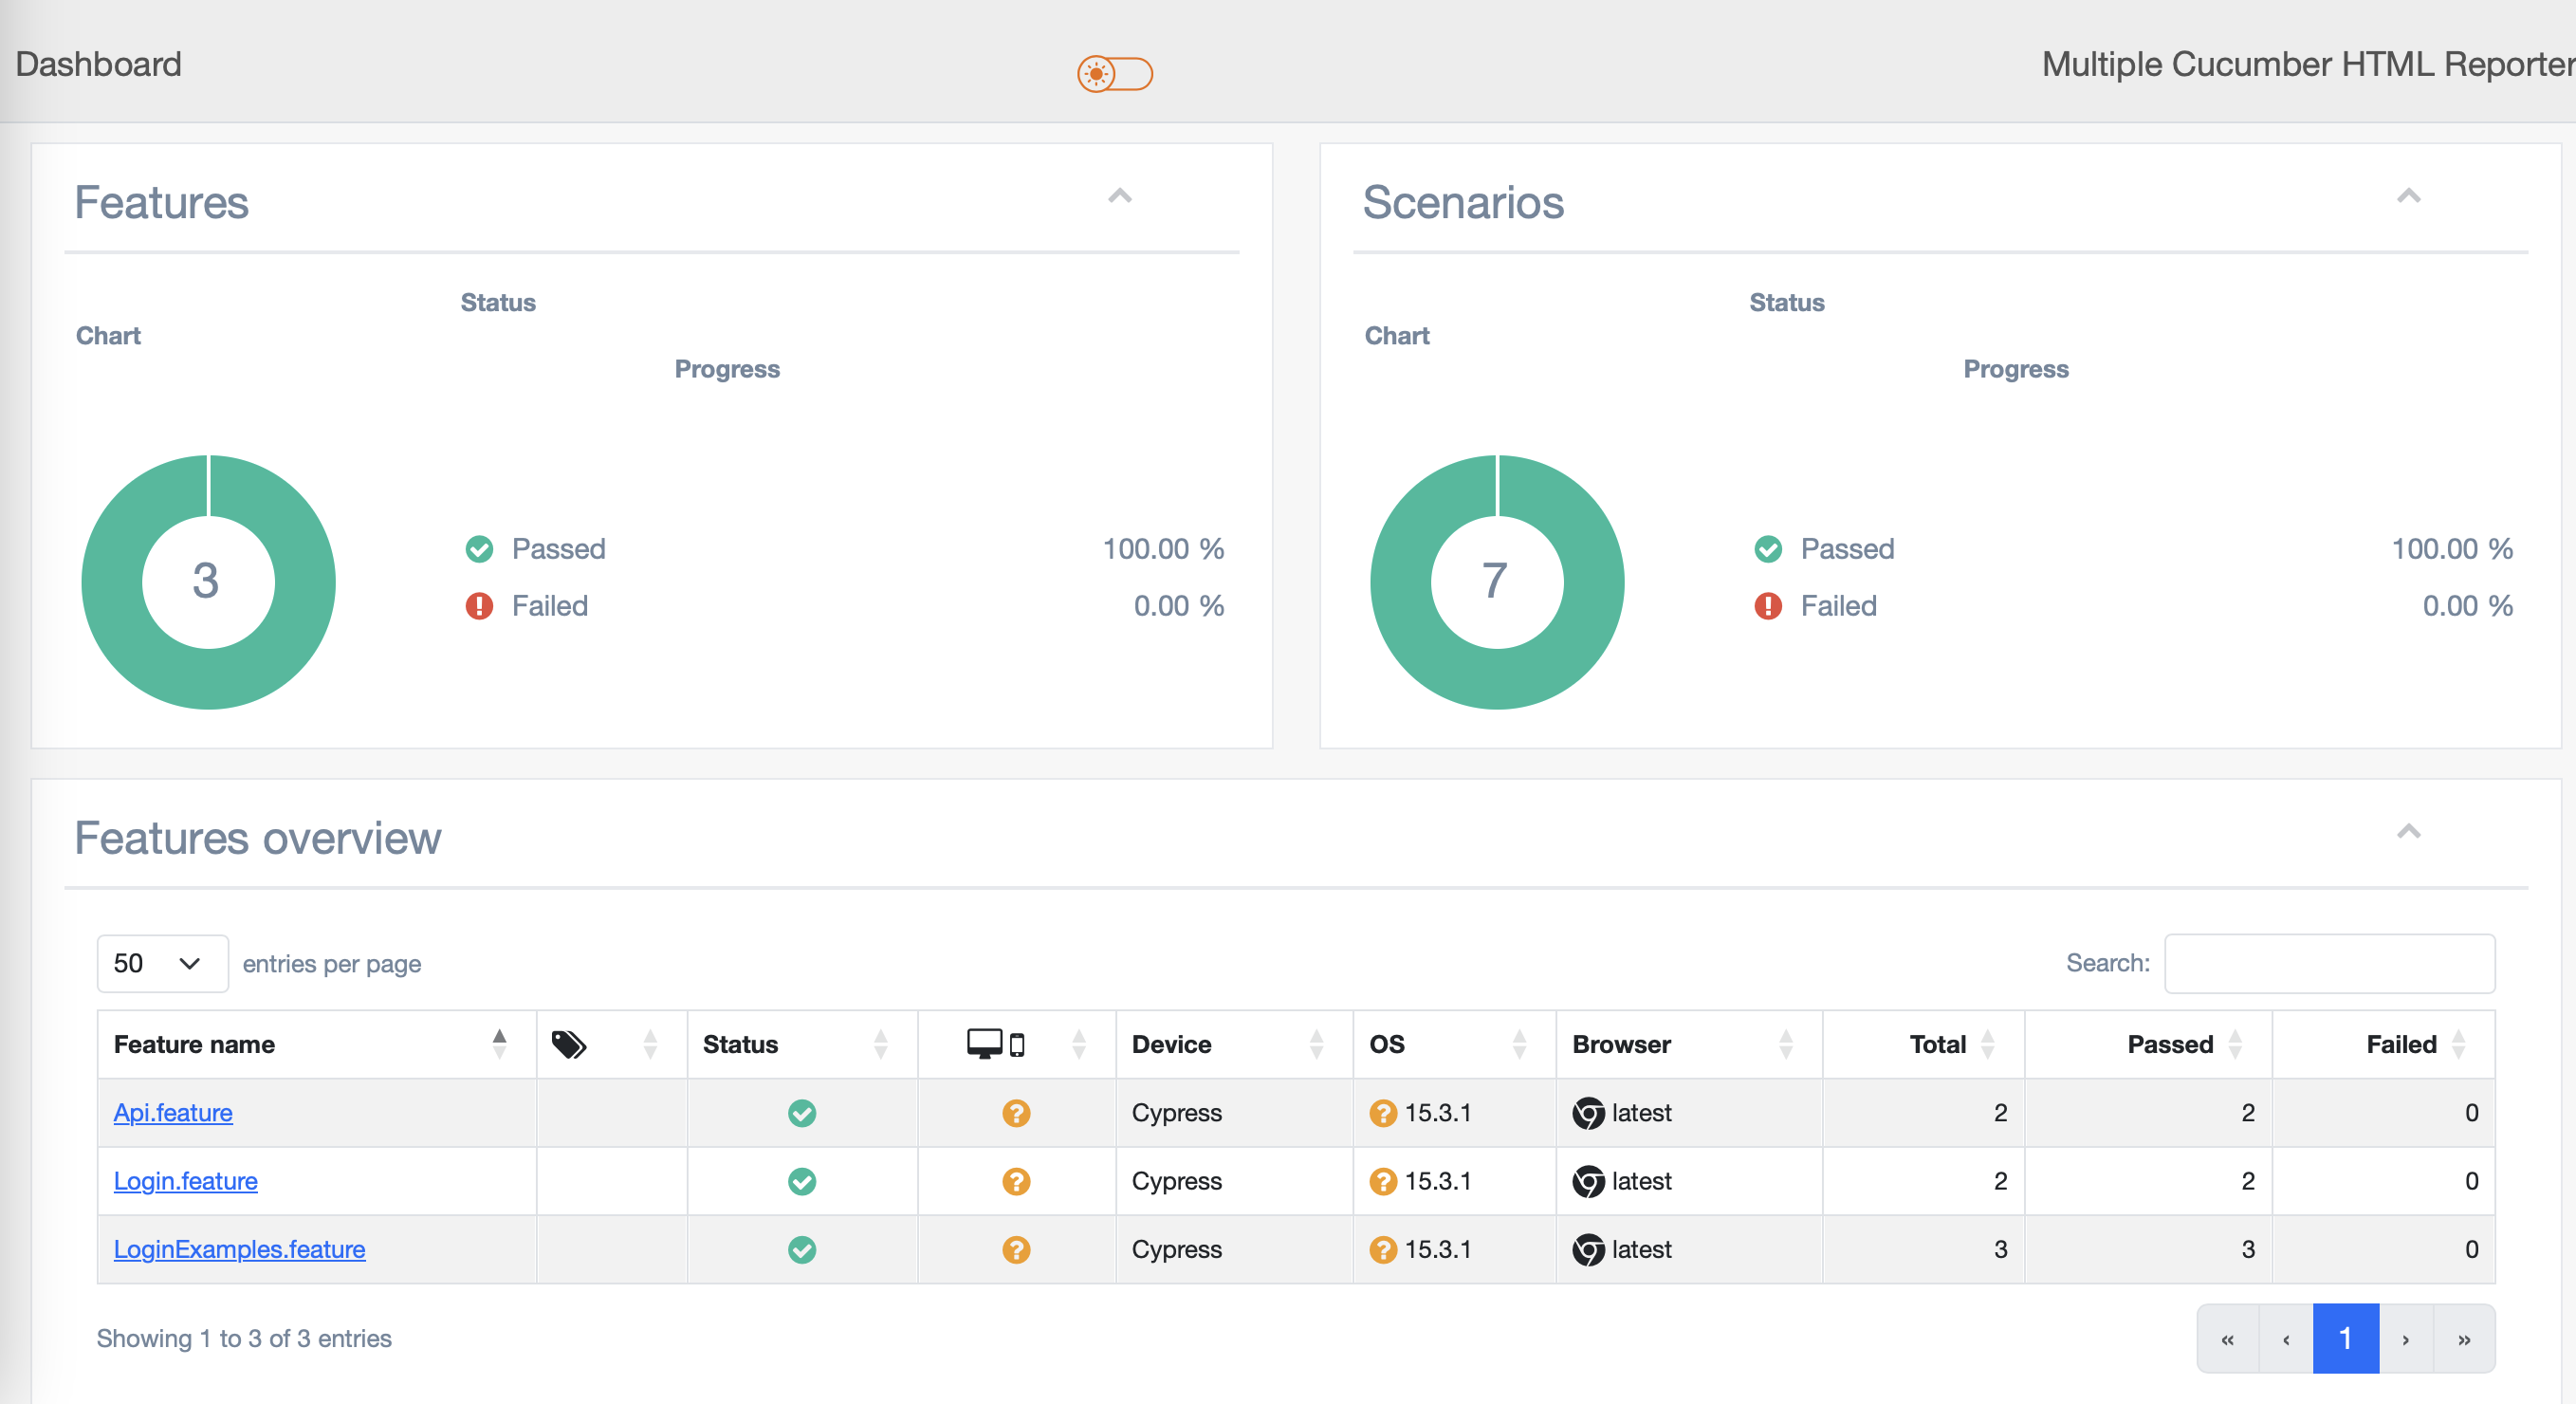 Dashboard
Multiple Cucumber HTML Reporter
Features
Status
Chart
Progress
3
Passed 100.00 %
Failed 0.00 %
Scenarios
Status
Chart
Progress
7
Passed 100.00 %
Failed 0.00 %
Features overview
50 entries per page
Search:
Feature name Status Device OS Browser Total Passed Failed
Api.feature Cypress 15.3.1 latest 2 2 0
Login.feature Cypress 15.3.1 latest 2 2 0
LoginExamples.feature Cypress 15.3.1 latest 3 3 0
Showing 1 to 3 of 3 entries
« ‹ 1 › »